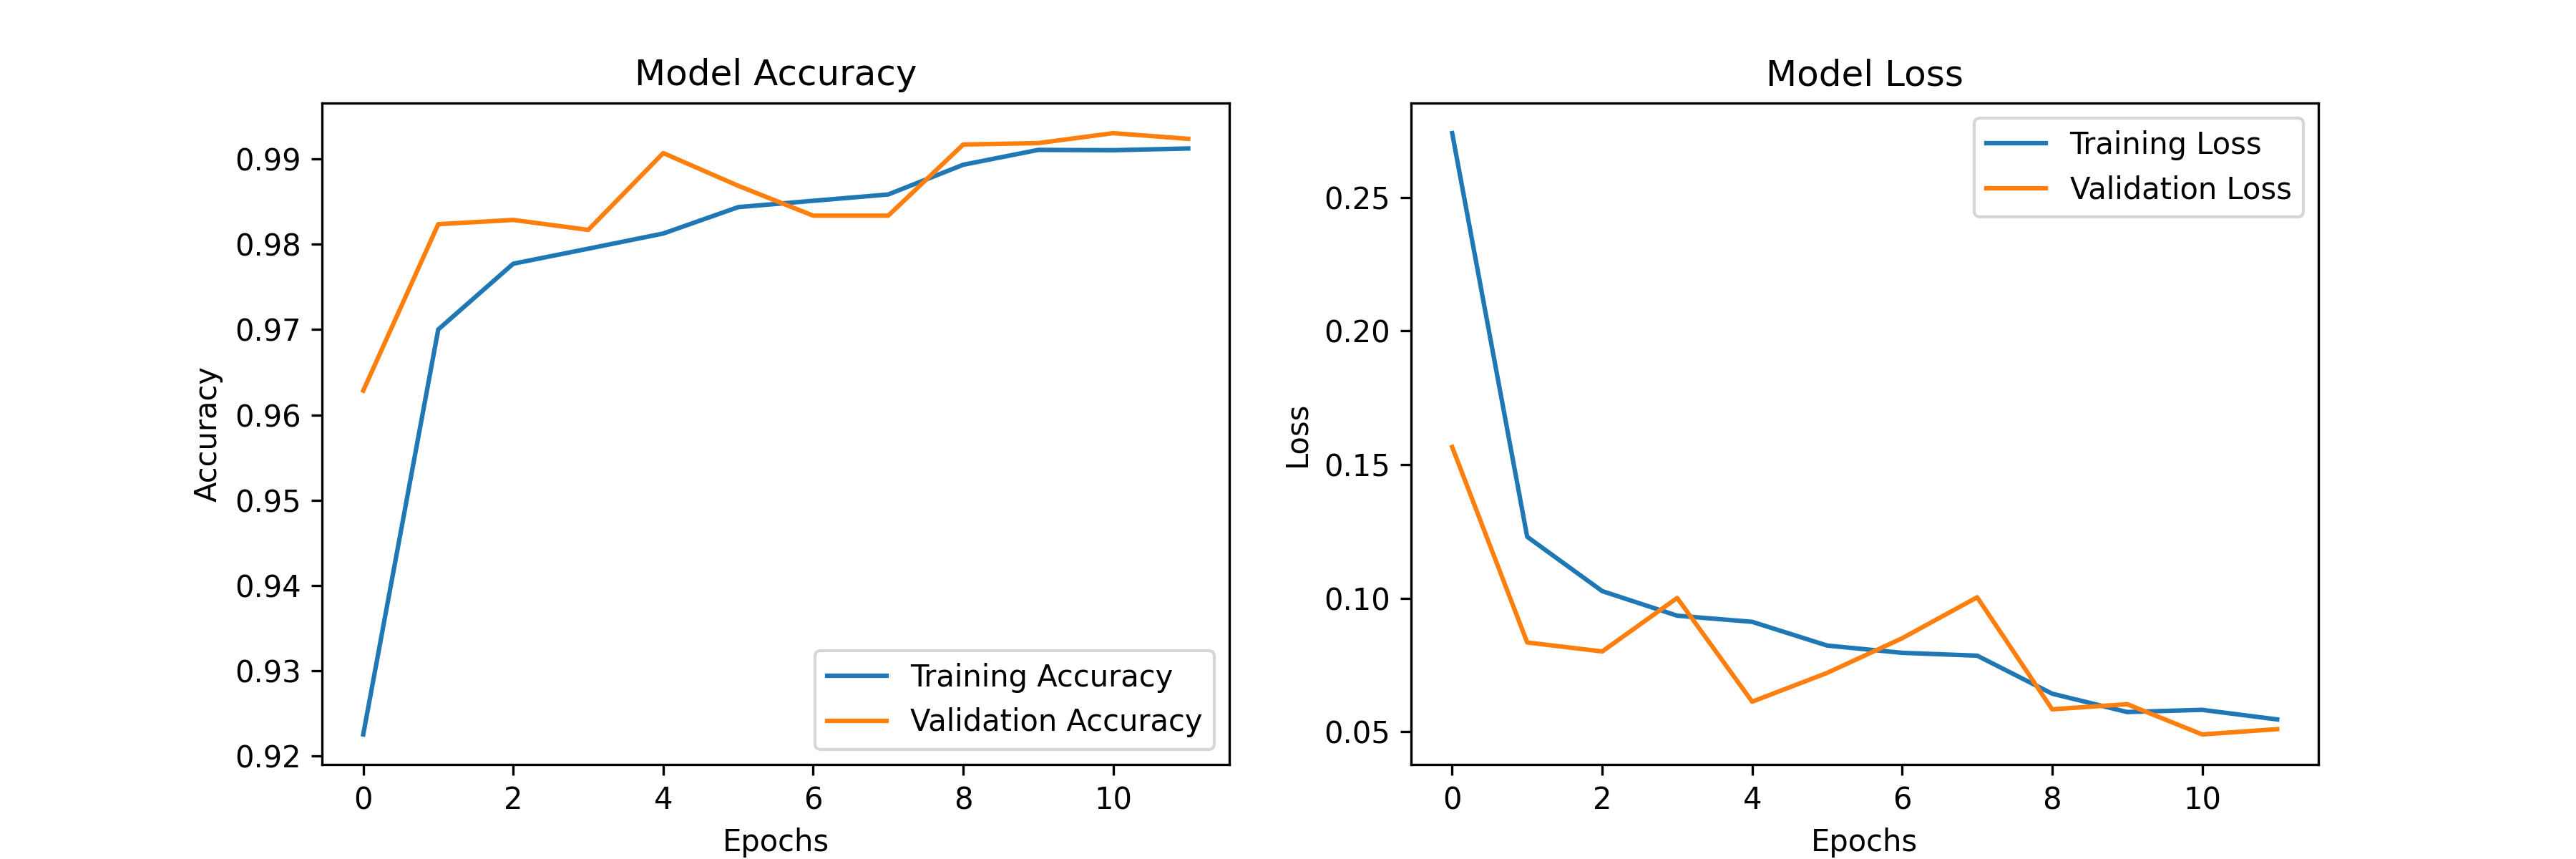 Model Accuracy
Accuracy
0.99
0.98
0.97
0.96
0.95
0.94
0.93
0.92
0 2 4 6 8 10
Epochs
Training Accuracy
Validation Accuracy
Model Loss
Loss
0.25
0.20
0.15
0.10
0.05
0 2 4 6 8 10
Epochs
Training Loss
Validation Loss